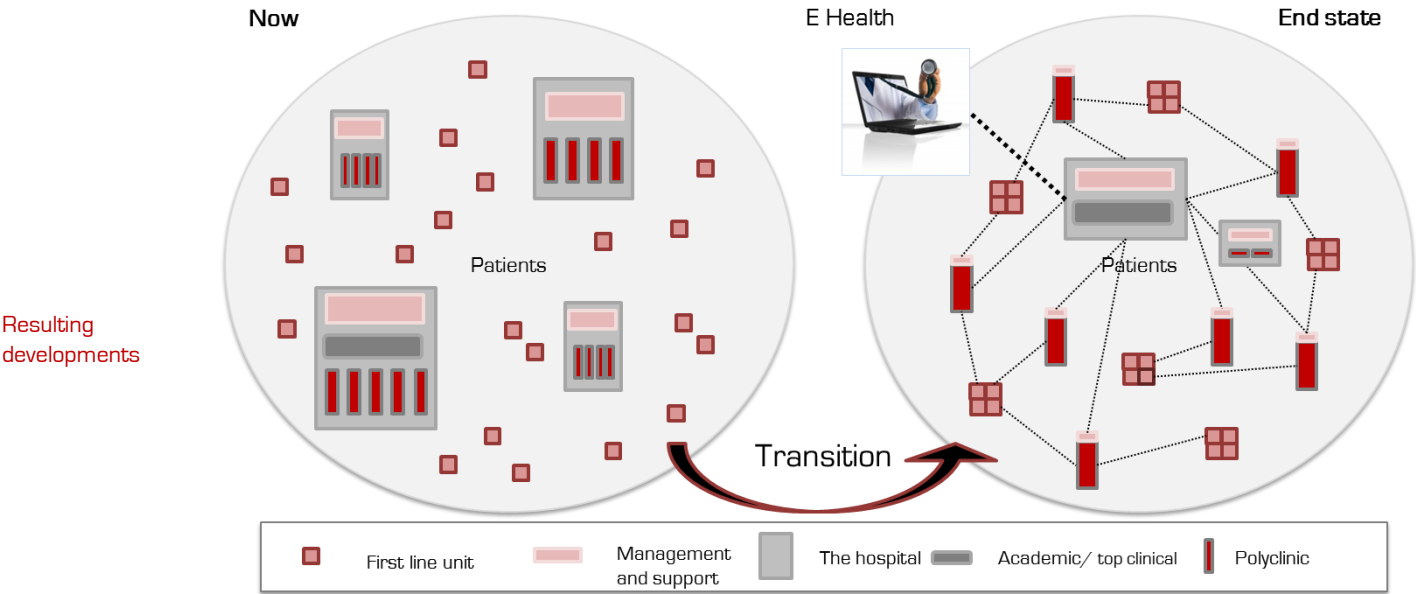 Now
E Health
End state
Patients
Patients
Resulting
developments
Transition
First line unit
Management
and support
The hospital
Academic/ top clinical
Polyclinic